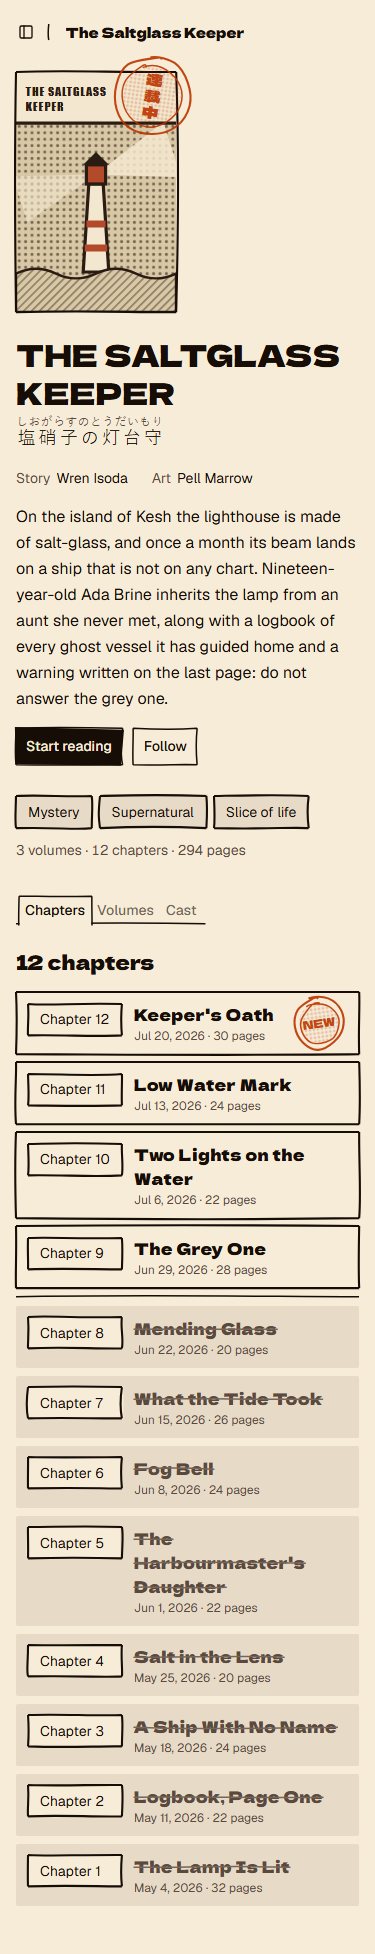 The Saltglass Keeper
THE SALTGLASS
KEEPER
連載中
THE SALTGLASS
KEEPER
しおがらすのとうだいもり
塩硝子の灯台守
Story Wren Isoda Art Pell Marrow
On the island of Kesh the lighthouse is made
of salt-glass, and once a month its beam lands
on a ship that is not on any chart. Nineteen-
year-old Ada Brine inherits the lamp from an
aunt she never met, along with a logbook of
every ghost vessel it has guided home and a
warning written on the last page: do not
answer the grey one.
Start reading Follow
Mystery Supernatural Slice of life
3 volumes · 12 chapters · 294 pages
Chapters Volumes Cast
12 chapters
Chapter 12 Keeper's Oath
Jul 20, 2026 · 30 pages
NEW
Chapter 11 Low Water Mark
Jul 13, 2026 · 24 pages
Chapter 10 Two Lights on the
Water
Jul 6, 2026 · 22 pages
Chapter 9 The Grey One
Jun 29, 2026 · 28 pages
Chapter 8 Mending Glass
Jun 22, 2026 · 20 pages
Chapter 7 What the Tide Took
Jun 15, 2026 · 26 pages
Chapter 6 Fog Bell
Jun 8, 2026 · 24 pages
Chapter 5 The
Harbourmaster's
Daughter
Jun 1, 2026 · 22 pages
Chapter 4 Salt in the Lens
May 25, 2026 · 20 pages
Chapter 3 A Ship With No Name
May 18, 2026 · 24 pages
Chapter 2 Logbook, Page One
May 11, 2026 · 22 pages
Chapter 1 The Lamp Is Lit
May 4, 2026 · 32 pages